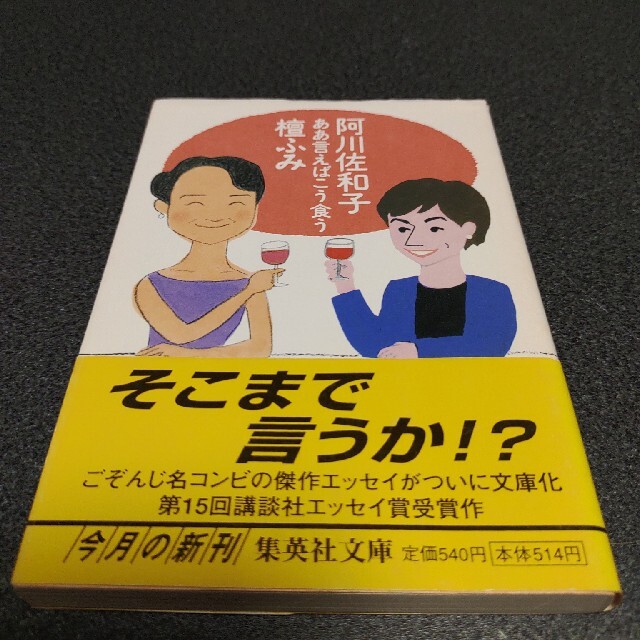 阿川佐和子
ああ言えばこう食う
檀ふみ
そこまで
言うか!?
ごぞんじ名コンビの傑作エッセイがついに文庫化
第15回講談社エッセイ賞受賞作
今月の新刊 集英社文庫 定価540円 本体514円